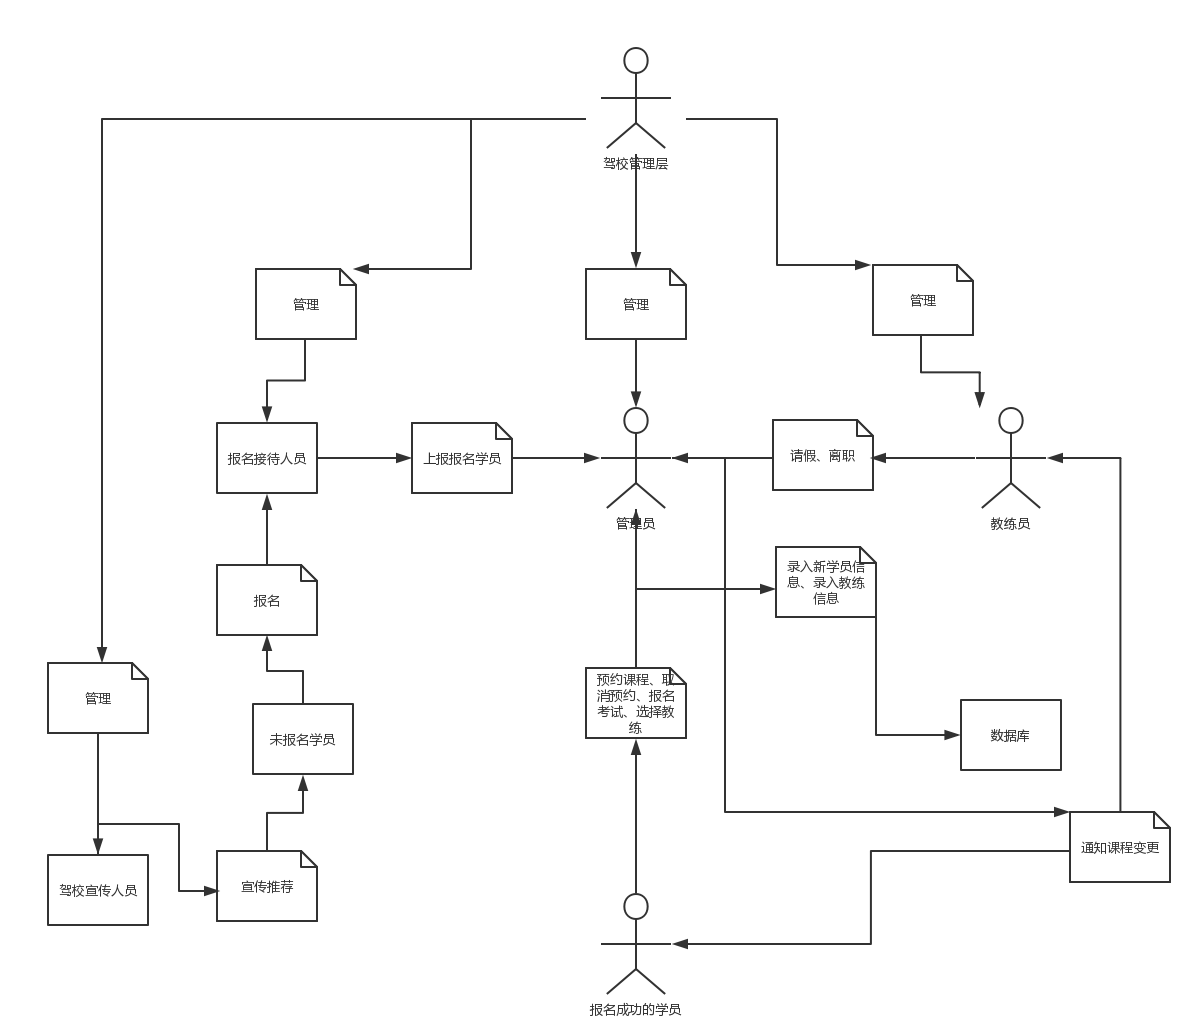 驾校管理层
管理
管理
管理
报名接待人员
上报报名学员
请假、离职
管理员
教练员
录入新学员信
息、录入教练
信息
报名
管理
预约课程、取
消预约、报名
考试、选择教
练
未报名学员
数据库
通知课程变更
驾校宣传人员
宣传推荐
报名成功的学员